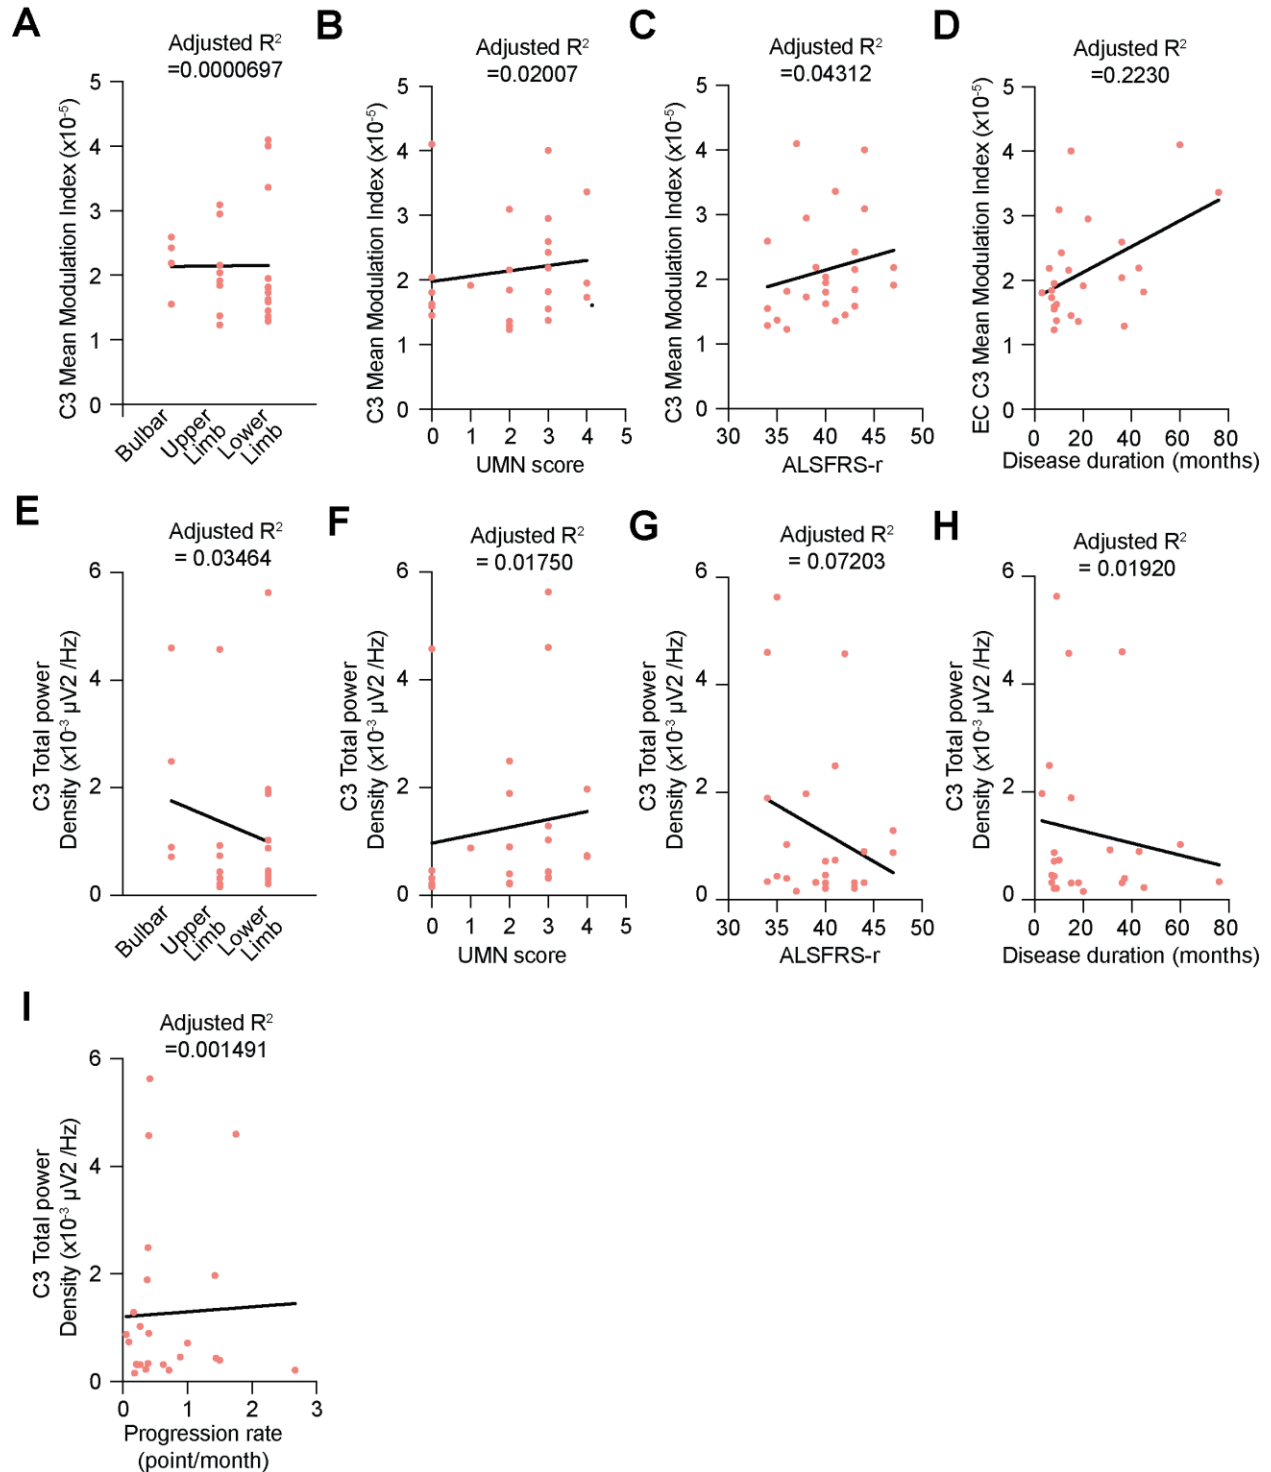 A
Adjusted R²
=0.0000697
C3 Mean Modulation Index (x10⁻⁵)
5
4
3
2
1
0
Bulbar
Upper
Limb
Lower
Limb
B
Adjusted R²
=0.02007
C3 Mean Modulation Index (x10⁻⁵)
5
4
3
2
1
0
0 1 2 3 4 5
UMN score
C
Adjusted R²
=0.04312
C3 Mean Modulation Index (x10⁻⁵)
5
4
3
2
1
0
30 35 40 45 50
ALSFRS-r
D
Adjusted R²
=0.2230
EC C3 Mean Modulation Index (x10⁻⁵)
5
4
3
2
1
0
0 20 40 60 80
Disease duration (months)
E
Adjusted R²
= 0.03464
C3 Total power
Density (x10⁻³ µV2 /Hz)
6
4
2
0
Bulbar
Upper
Limb
Lower
Limb
F
Adjusted R²
= 0.01750
C3 Total power
Density (x10⁻³ µV2 /Hz)
6
4
2
0
0 1 2 3 4 5
UMN score
G
Adjusted R²
= 0.07203
C3 Total power
Density (x10⁻³ µV2 /Hz)
6
4
2
0
30 35 40 45 50
ALSFRS-r
H
Adjusted R²
= 0.01920
C3 Total power
Density (x10⁻³ µV2 /Hz)
6
4
2
0
0 20 40 60 80
Disease duration (months)
I
Adjusted R²
=0.001491
C3 Total power
Density (x10⁻³ µV2 /Hz)
6
4
2
0
0 1 2 3
Progression rate
(point/month)